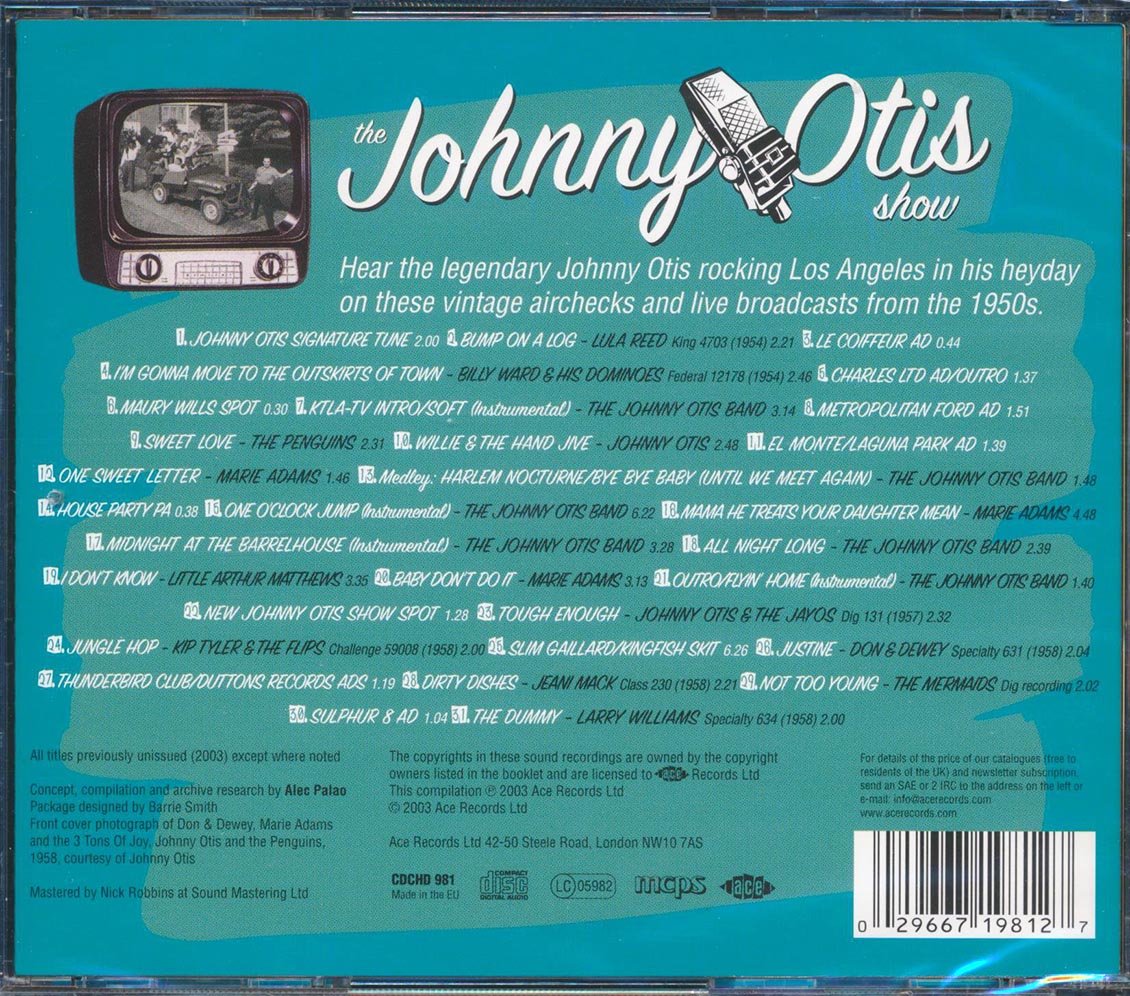 the Johnny Otis show
Hear the legendary Johnny Otis rocking Los Angeles in his heyday
on these vintage airchecks and live broadcasts from the 1950s.
1. JOHNNY OTIS SIGNATURE TUNE 2.00 2. BUMP ON A LOG - LULA REED King 4703 (1954) 2.21 3. LE COIFFEUR AD 0.44
4. I'M GONNA MOVE TO THE OUTSKIRTS OF TOWN - BILLY WARD & HIS DOMINOES Federal 12178 (1954) 2.46 5. CHARLES LTD AD/OUTRO 1.37
6. MAURY WILLS SPOT 0.30 7. KTLA-TV INTRO/SOFT (Instrumental) - THE JOHNNY OTIS BAND 3.14 8. METROPOLITAN FORD AD 1.51
9. SWEET LOVE - THE PENGUINS 2.31 10. WILLIE & THE HAND JIVE - JOHNNY OTIS 2.48 11. EL MONTE/LAGUNA PARK AD 1.39
12. ONE SWEET LETTER - MARIE ADAMS 1.46 13. Medley: HARLEM NOCTURNE/BYE BYE BABY (UNTIL WE MEET AGAIN) - THE JOHNNY OTIS BAND 1.48
14. HOUSE PARTY PA 0.38 15. ONE O'CLOCK JUMP (Instrumental) - THE JOHNNY OTIS BAND 6.22 16. MAMA HE TREATS YOUR DAUGHTER MEAN - MARIE ADAMS 4.48
17. MIDNIGHT AT THE BARRELHOUSE (Instrumental) - THE JOHNNY OTIS BAND 3.28 18. ALL NIGHT LONG - THE JOHNNY OTIS BAND 2.39
19. I DON'T KNOW - LITTLE ARTHUR MATTHEWS 3.35 20. BABY DON'T DO IT - MARIE ADAMS 3.13 21. OUTRO/FLYIN' HOME (Instrumental) - THE JOHNNY OTIS BAND 1.40
22. NEW JOHNNY OTIS SHOW SPOT 1.28 23. TOUGH ENOUGH - JOHNNY OTIS & THE JAYOS Dig 131 (1957) 2.32
24. JUNGLE HOP - KIP TYLER & THE FLIPS Challenge 59008 (1958) 2.00 25. SLIM GAILLARD/KINGFISH SKIT 6.26 26. JUSTINE - DON & DEWEY Specialty 631 (1958) 2.04
27. THUNDERBIRD CLUB/DUTTONS RECORDS ADS 1.19 28. DIRTY DISHES - JEANI MACK Class 230 (1958) 2.21 29. NOT TOO YOUNG - THE MERMAIDS Dig recording 2.02
30. SULPHUR 8 AD 1.04 31. THE DUMMY - LARRY WILLIAMS Specialty 634 (1958) 2.00
All titles previously unissued (2003) except where noted
Concept, compilation and archive research by Alec Palao
Package designed by Barrie Smith
Front cover photograph of Don & Dewey, Marie Adams
and the 3 Tons Of Joy, Johnny Otis and the Penguins,
1958, courtesy of Johnny Otis
Mastered by Nick Robbins at Sound Mastering Ltd
The copyrights in these sound recordings are owned by the copyright
owners listed in the booklet and are licensed to ace Records Ltd
This compilation ℗ 2003 Ace Records Ltd
© 2003 Ace Records Ltd
Ace Records Ltd 42-50 Steele Road, London NW10 7AS
CDCHD 981
Made in the EU
COMPACT disc DIGITAL AUDIO
LC 05982
mcps
ace
For details of the price of our catalogues (free to
residents of the UK) and newsletter subscription,
send an SAE or 2 IRC to the address on the left or
e-mail: info@acerecords.com
www.acerecords.com
0 29667 19812 7